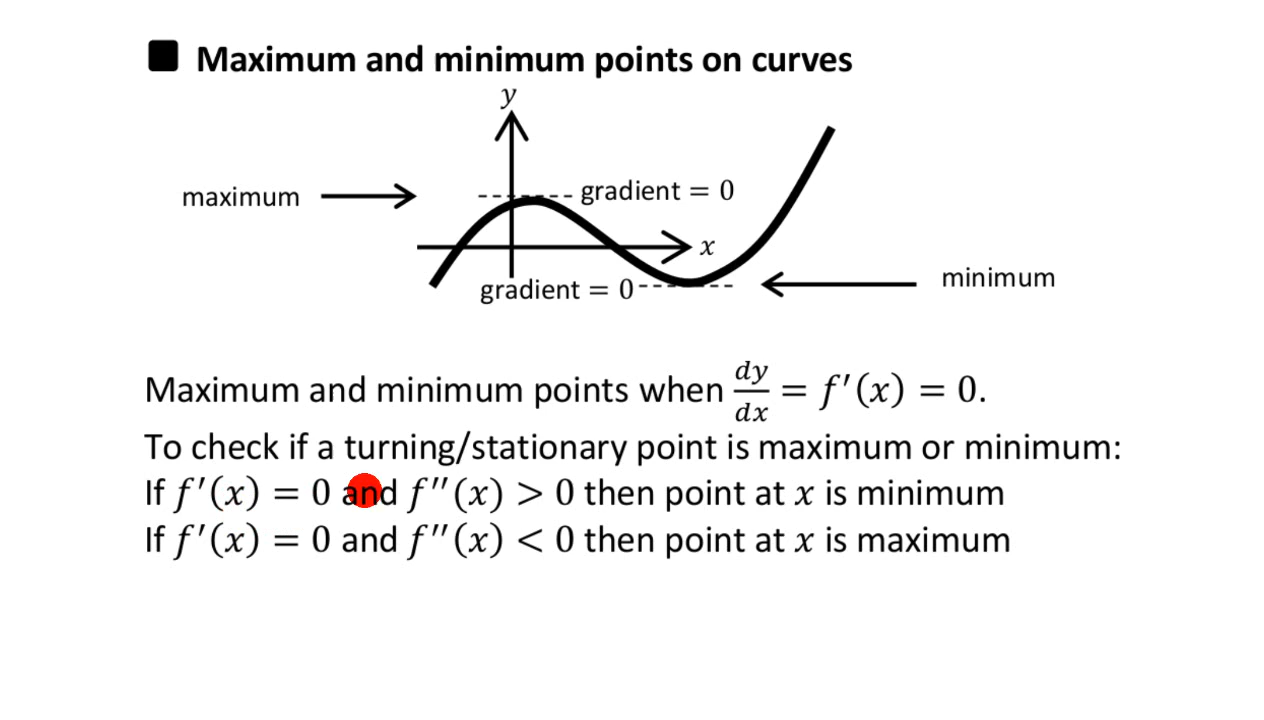 Maximum and minimum points on curves
y
maximum
gradient = 0
x
gradient = 0
minimum
Maximum and minimum points when dy/dx = f′(x) = 0.
To check if a turning/stationary point is maximum or minimum:
If f′(x) = 0 and f″(x) > 0 then point at x is minimum
If f′(x) = 0 and f″(x) < 0 then point at x is maximum